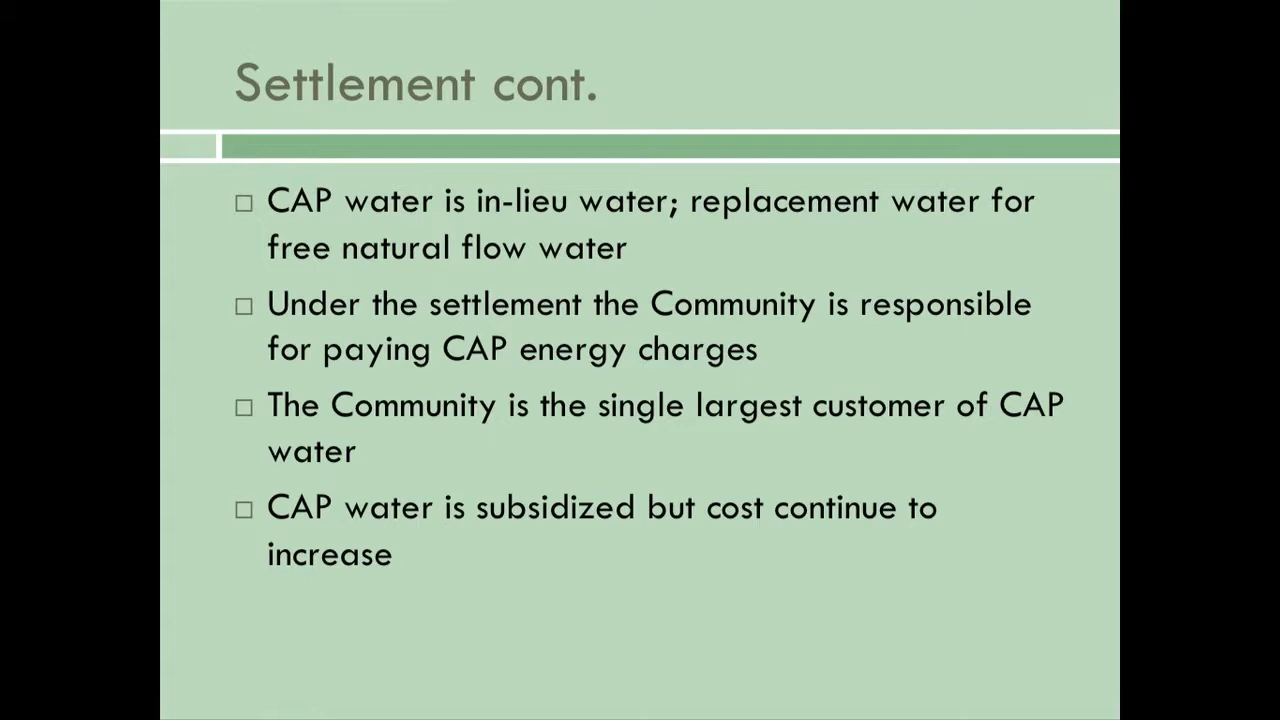 Settlement cont.
CAP water is in-lieu water; replacement water for
free natural flow water
Under the settlement the Community is responsible
for paying CAP energy charges
The Community is the single largest customer of CAP
water
CAP water is subsidized but cost continue to
increase